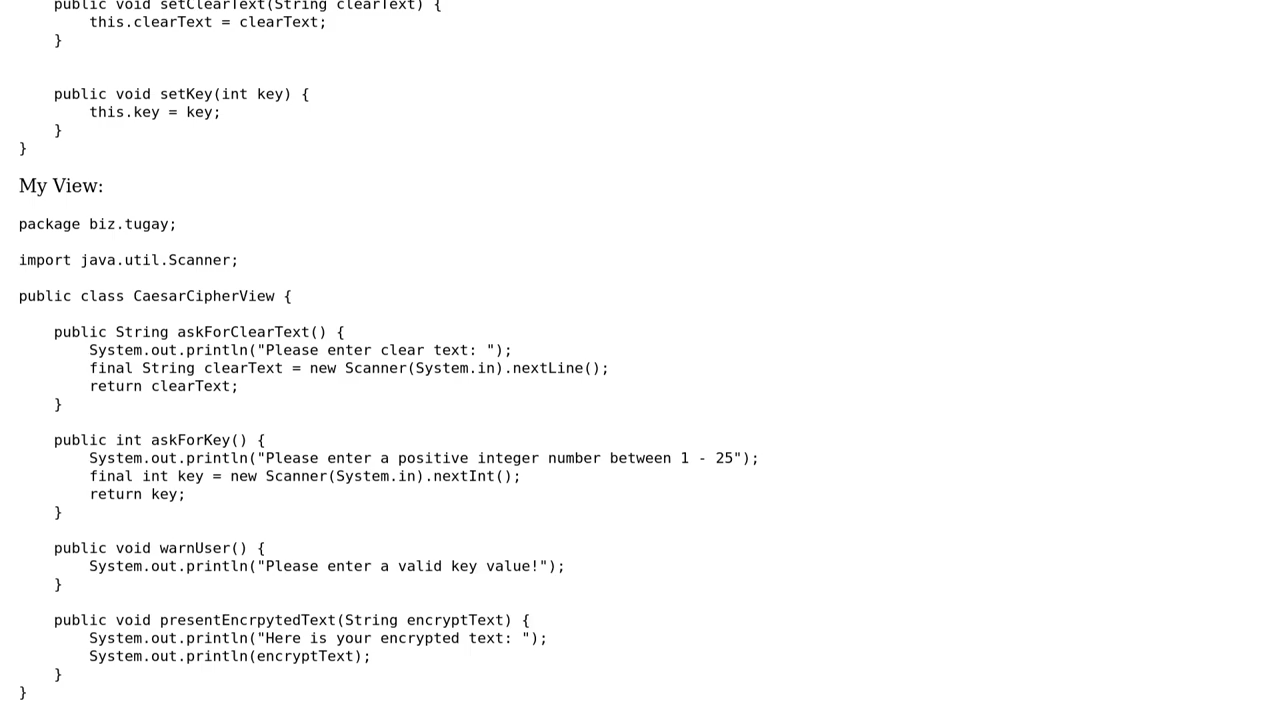 public void setClearText(String clearText) {
        this.clearText = clearText;
    }
    public void setKey(int key) {
        this.key = key;
    }
}
My View:
package biz.tugay;
import java.util.Scanner;
public class CaesarCipherView {
    public String askForClearText() {
        System.out.println("Please enter clear text: ");
        final String clearText = new Scanner(System.in).nextLine();
        return clearText;
    }
    public int askForKey() {
        System.out.println("Please enter a positive integer number between 1 - 25");
        final int key = new Scanner(System.in).nextInt();
        return key;
    }
    public void warnUser() {
        System.out.println("Please enter a valid key value!");
    }
    public void presentEncrpytedText(String encryptText) {
        System.out.println("Here is your encrypted text: ");
        System.out.println(encryptText);
    }
}